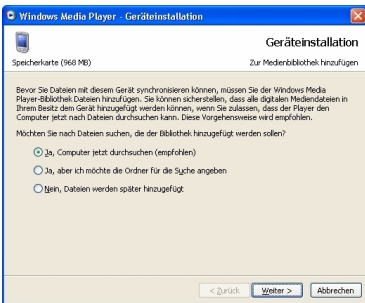 Windows Media Player - Geräteinstallation
Geräteinstallation
Speicherkarte (968 MB)
Zur Medienbibliothek hinzufügen
Bevor Sie Dateien mit diesem Gerät synchronisieren können, müssen Sie der Windows Media
Player-Bibliothek Dateien hinzufügen. Sie können sicherstellen, dass alle digitalen Mediendateien in
Ihrem Besitz dem Gerät hinzugefügt werden können, wenn Sie zulassen, dass der Player den
Computer jetzt nach Dateien durchsuchen kann. Diese Vorgehensweise wird empfohlen.
Möchten Sie nach Dateien suchen, die der Bibliothek hinzugefügt werden sollen?
Ja, Computer jetzt durchsuchen (empfohlen)
Ja, aber ich möchte die Ordner für die Suche angeben
Nein, Dateien werden später hinzugefügt
< Zurück
Weiter >
Abbrechen